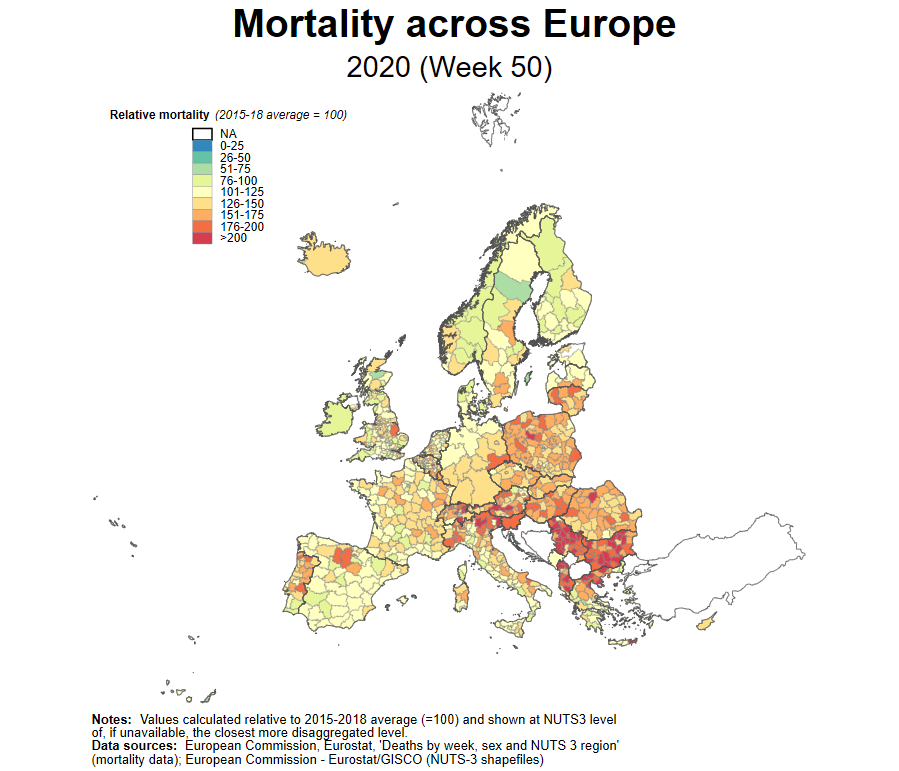 Mortality across Europe
2020 (Week 50)
Relative mortality (2015-18 average = 100)
NA
0-25
26-50
51-75
76-100
101-125
126-150
151-175
176-200
>200
Notes: Values calculated relative to 2015-2018 average (=100) and shown at NUTS3 level
of, if unavailable, the closest more disaggregated level.
Data sources: European Commission, Eurostat, 'Deaths by week, sex and NUTS 3 region'
(mortality data); European Commission - Eurostat/GISCO (NUTS-3 shapefiles)